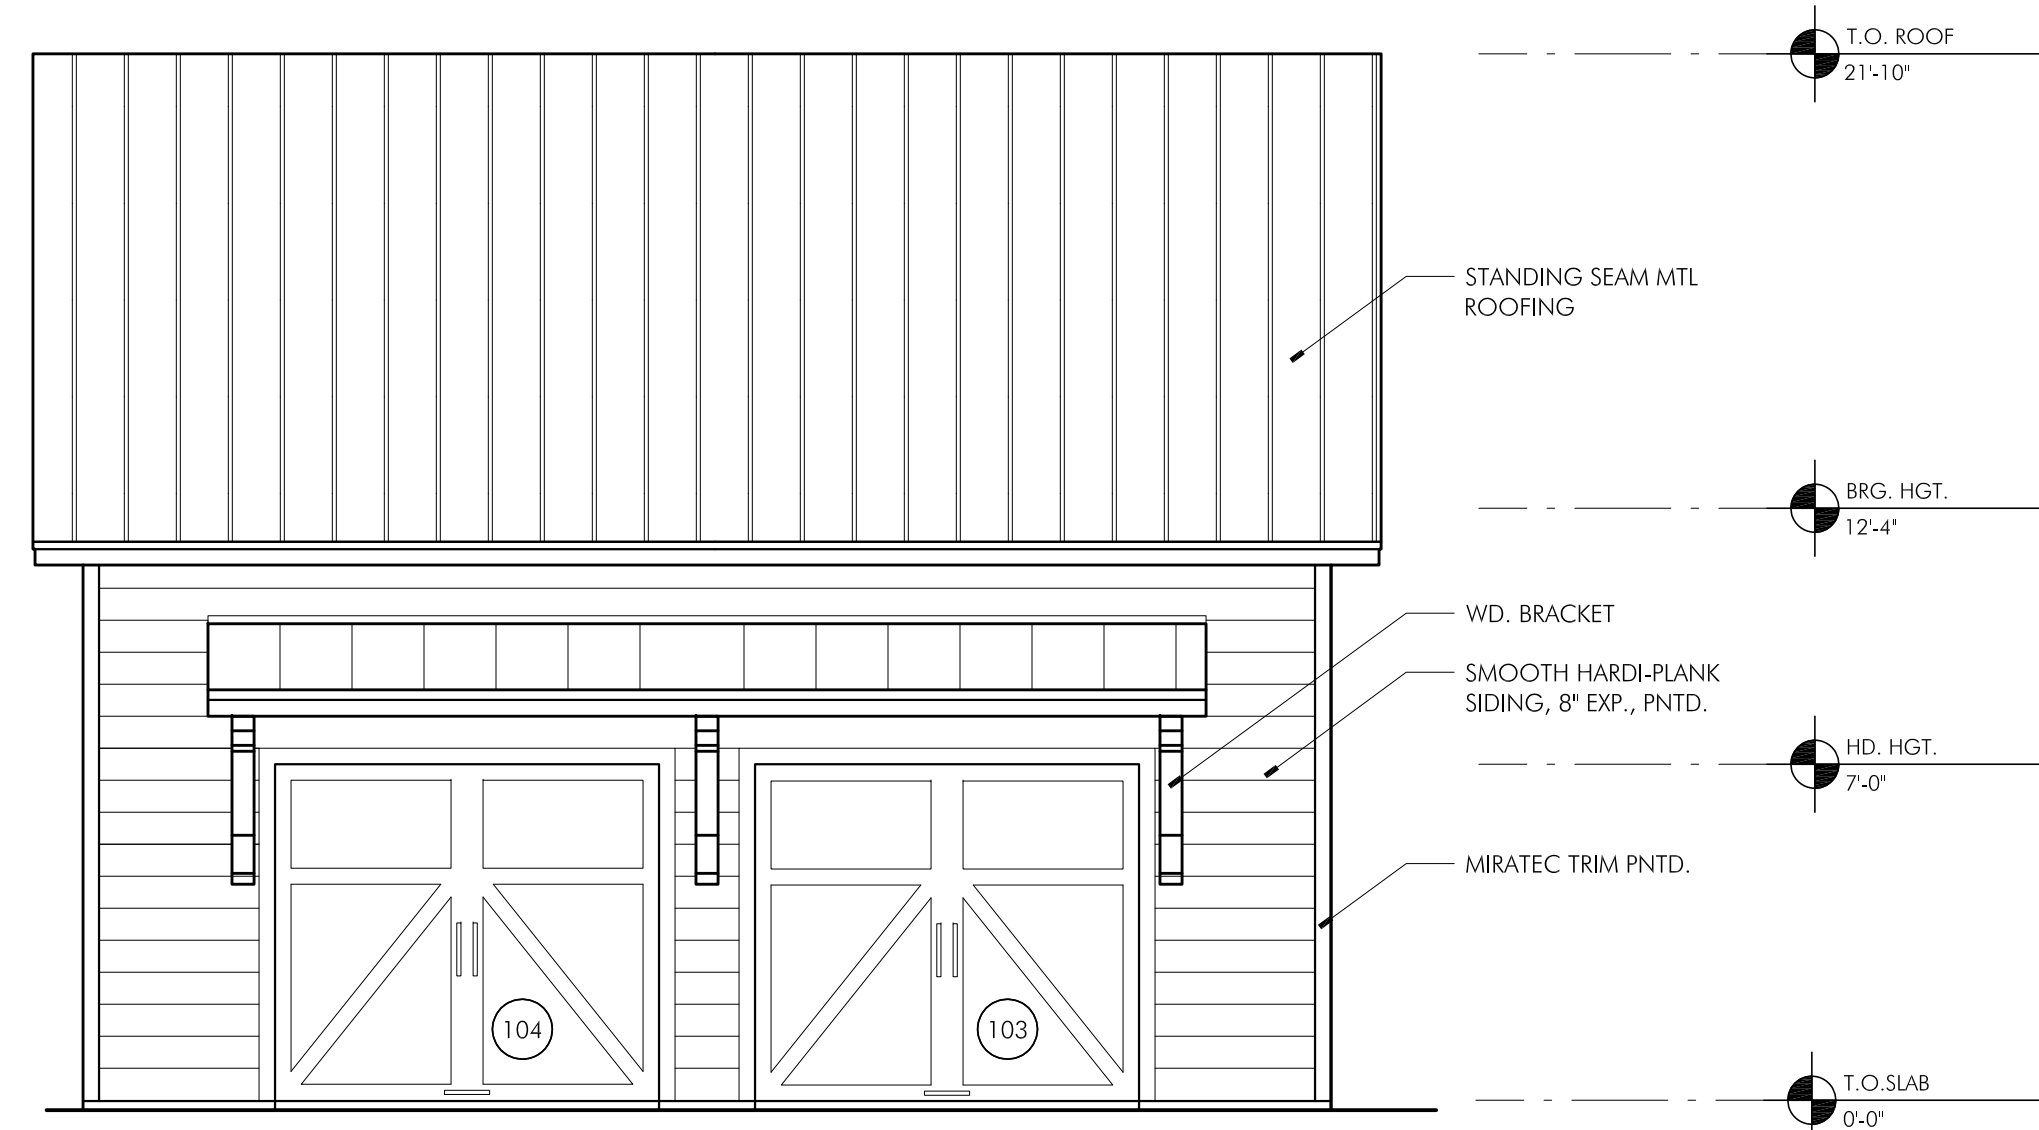 T.O. ROOF
21'-10"
STANDING SEAM MTL
ROOFING
BRG. HGT.
12'-4"
WD. BRACKET
SMOOTH HARDI-PLANK
SIDING, 8" EXP., PNTD.
HD. HGT.
7'-0"
MIRATEC TRIM PNTD.
104
103
T.O.SLAB
0'-0"